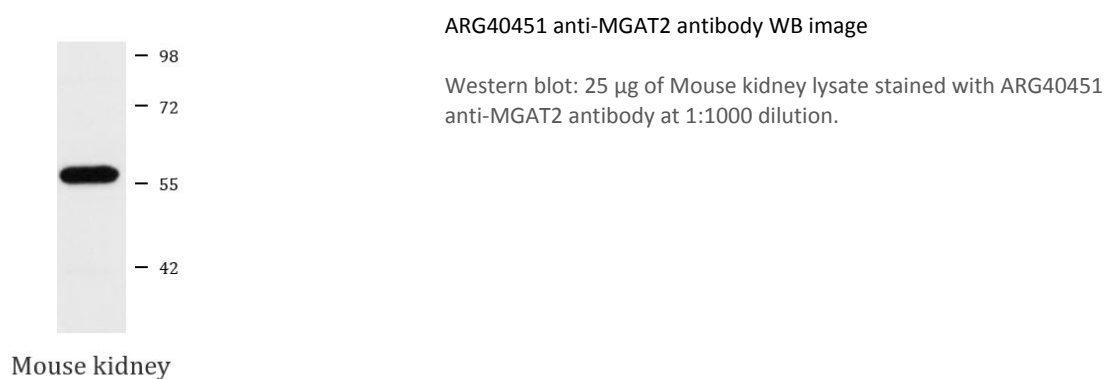 ARG40451 anti-MGAT2 antibody WB image
Western blot: 25 µg of Mouse kidney lysate stained with ARG40451
anti-MGAT2 antibody at 1:1000 dilution.
98
72
55
42
Mouse kidney